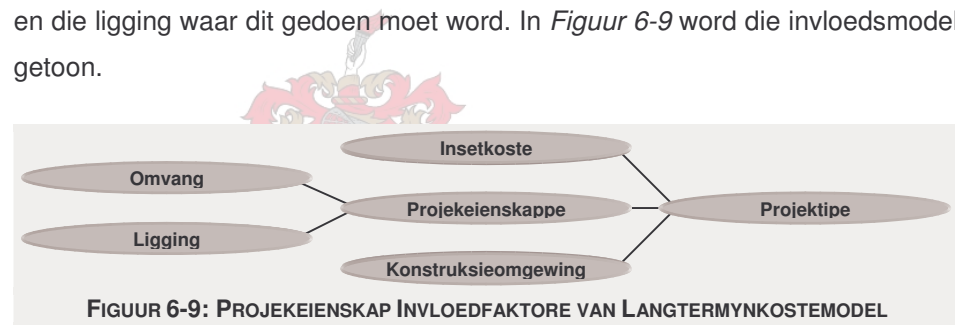 en die ligging waar dit gedoen moet word. In Figuur 6-9 word die invloedsmodel
getoon.
Insetkoste
Omvang
Projekeienskappe
Projektipe
Ligging
Konstruksieomgewing
FIGUUR 6-9: PROJEKEIENSKAP INVLOEDFAKTORE VAN LANGTERMYNKOSTEMODEL